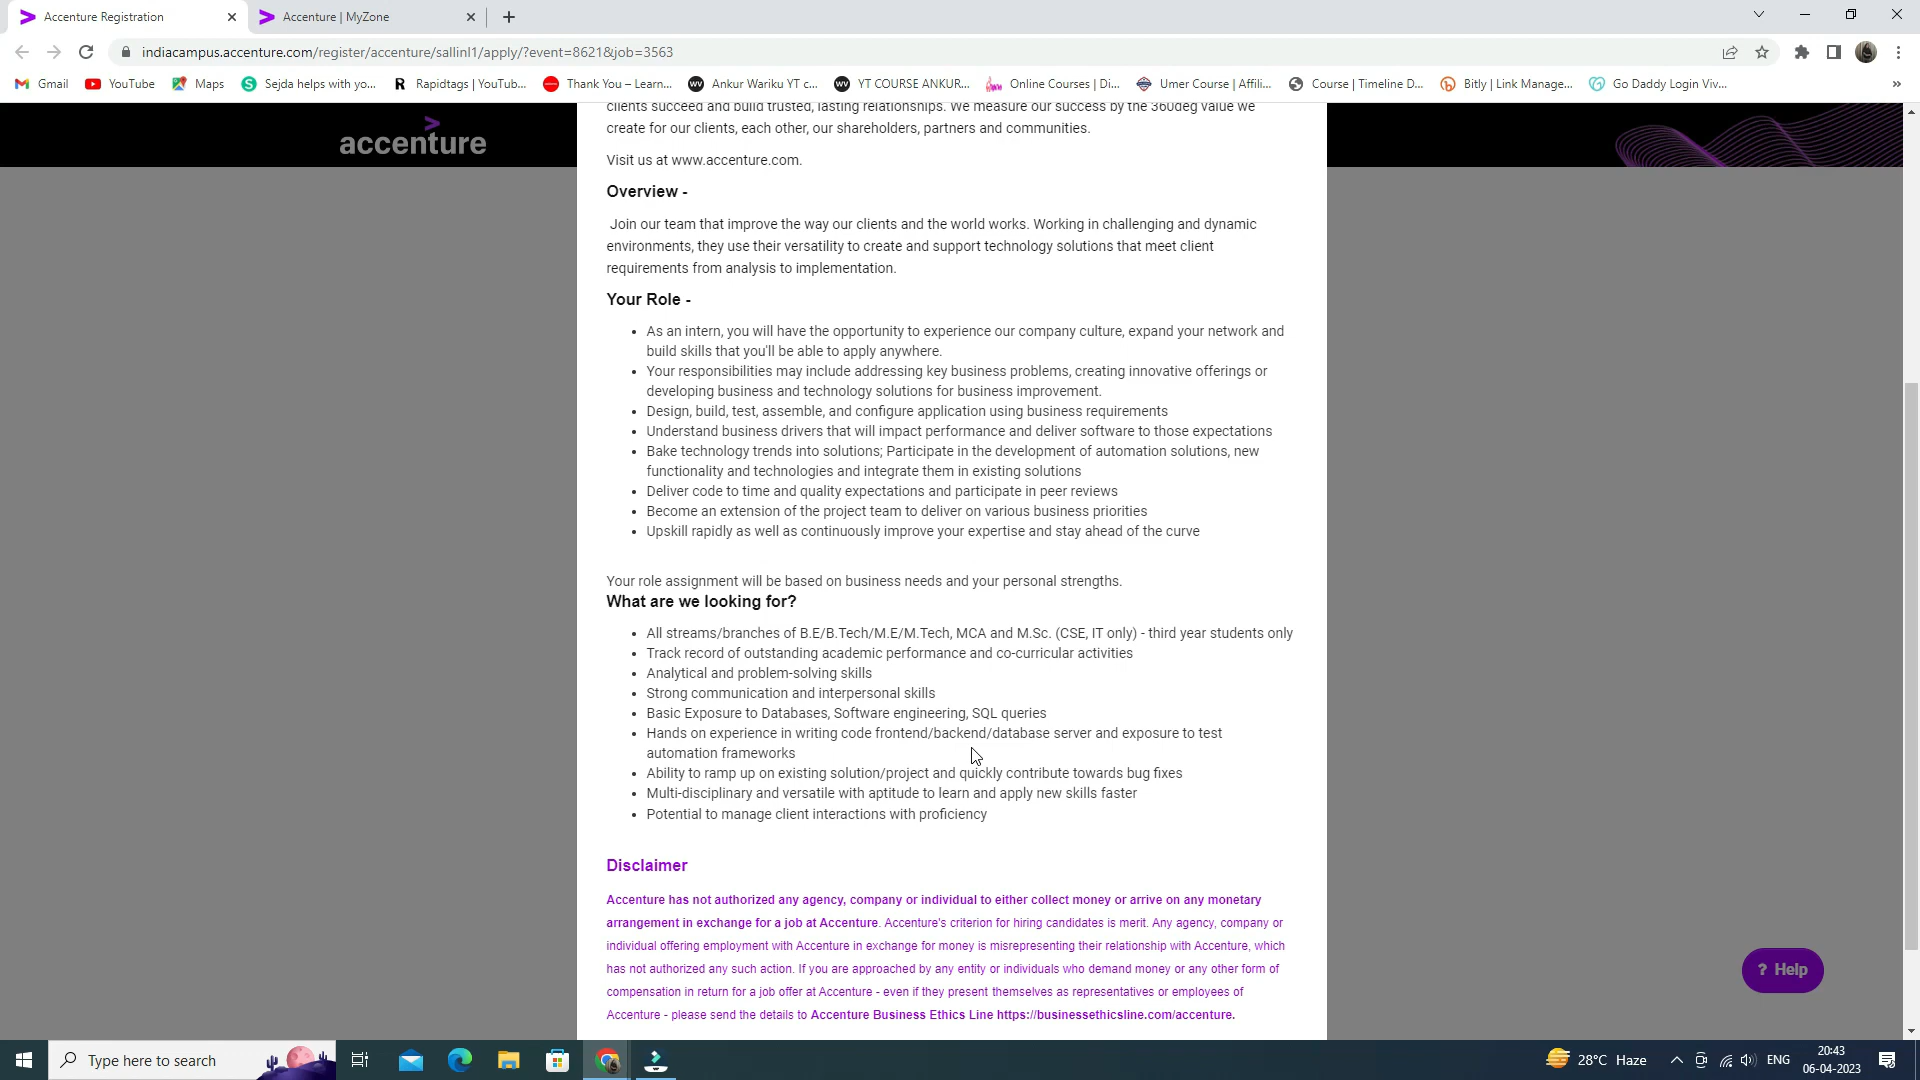 Accenture Registration
Accenture | MyZone
indiacampus.accenture.com/register/accenture/sallinI1/apply/?event=8621&job=3563
Gmail
YouTube
Maps
Sejda helps with yo...
Rapidtags | YouTub...
Thank You – Learn...
Ankur Wariku YT c...
YT COURSE ANKUR...
Online Courses | Di...
Umer Course | Affili...
Course | Timeline D...
Bitly | Link Manage...
Go Daddy Login Viv...
accenture
clients succeed and build trusted, lasting relationships. We measure our success by the 360deg value we
create for our clients, each other, our shareholders, partners and communities.
Visit us at www.accenture.com.
Overview -
Join our team that improve the way our clients and the world works. Working in challenging and dynamic
environments, they use their versatility to create and support technology solutions that meet client
requirements from analysis to implementation.
Your Role -
• As an intern, you will have the opportunity to experience our company culture, expand your network and
build skills that you'll be able to apply anywhere.
• Your responsibilities may include addressing key business problems, creating innovative offerings or
developing business and technology solutions for business improvement.
• Design, build, test, assemble, and configure application using business requirements
• Understand business drivers that will impact performance and deliver software to those expectations
• Bake technology trends into solutions; Participate in the development of automation solutions, new
functionality and technologies and integrate them in existing solutions
• Deliver code to time and quality expectations and participate in peer reviews
• Become an extension of the project team to deliver on various business priorities
• Upskill rapidly as well as continuously improve your expertise and stay ahead of the curve
Your role assignment will be based on business needs and your personal strengths.
What are we looking for?
• All streams/branches of B.E/B.Tech/M.E/M.Tech, MCA and M.Sc. (CSE, IT only) - third year students only
• Track record of outstanding academic performance and co-curricular activities
• Analytical and problem-solving skills
• Strong communication and interpersonal skills
• Basic Exposure to Databases, Software engineering, SQL queries
• Hands on experience in writing code frontend/backend/database server and exposure to test
automation frameworks
• Ability to ramp up on existing solution/project and quickly contribute towards bug fixes
• Multi-disciplinary and versatile with aptitude to learn and apply new skills faster
• Potential to manage client interactions with proficiency
Disclaimer
Accenture has not authorized any agency, company or individual to either collect money or arrive on any monetary
arrangement in exchange for a job at Accenture. Accenture's criterion for hiring candidates is merit. Any agency, company or
individual offering employment with Accenture in exchange for money is misrepresenting their relationship with Accenture, which
has not authorized any such action. If you are approached by any entity or individuals who demand money or any other form of
compensation in return for a job offer at Accenture - even if they present themselves as representatives or employees of
Accenture - please send the details to Accenture Business Ethics Line https://businessethicsline.com/accenture.
? Help
Type here to search
28°C Haze
ENG
20:43
06-04-2023